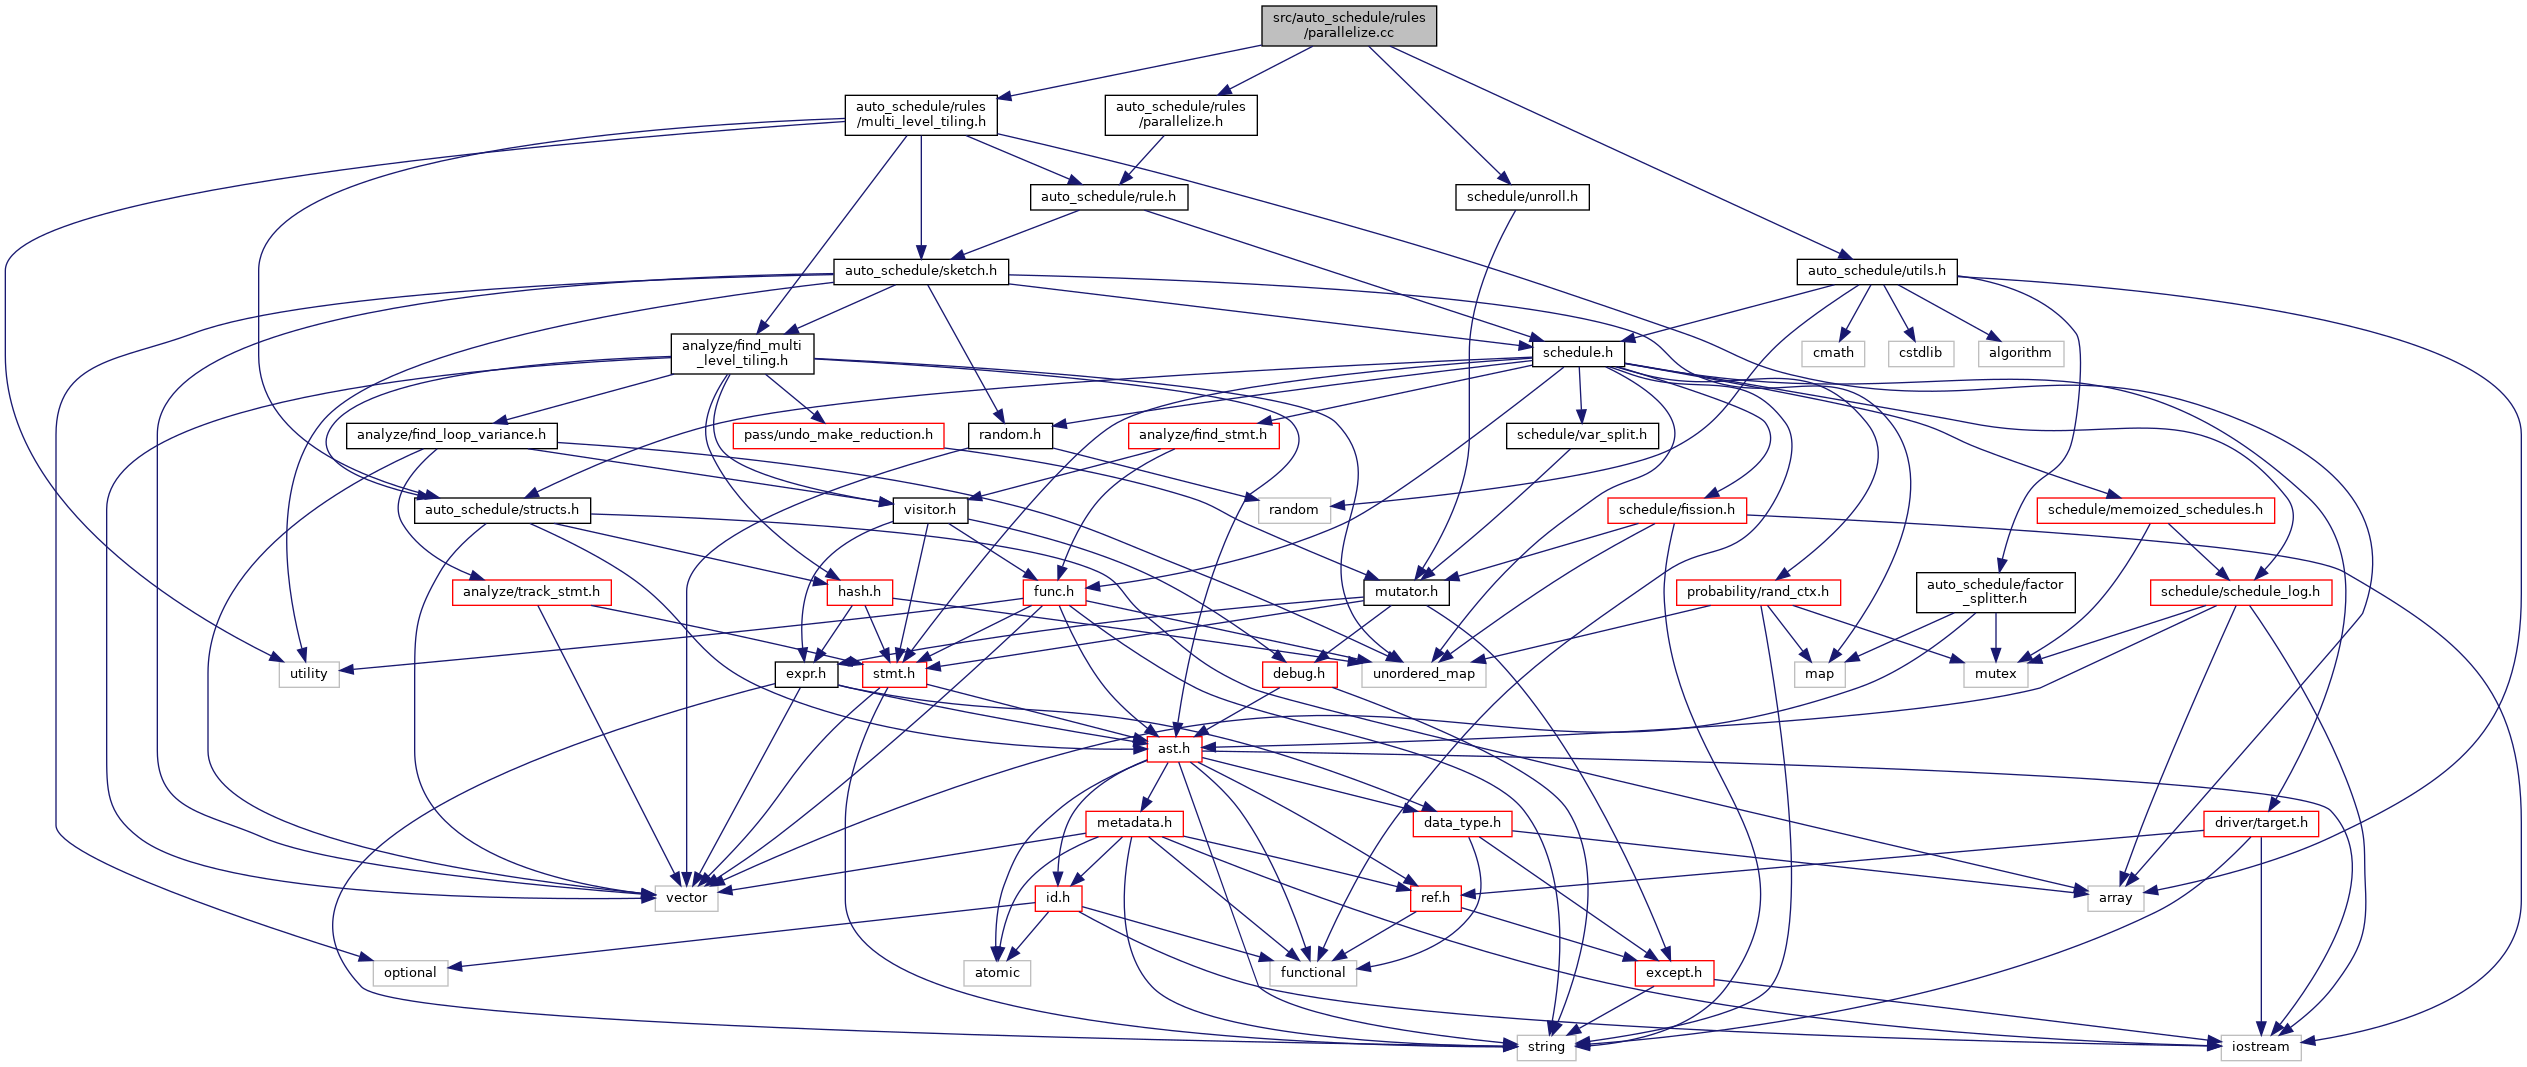 src/auto_schedule/rules
/parallelize.cc
auto_schedule/rules
/multi_level_tiling.h
auto_schedule/rules
/parallelize.h
auto_schedule/rule.h
schedule/unroll.h
auto_schedule/sketch.h
auto_schedule/utils.h
analyze/find_multi
_level_tiling.h
schedule.h
cmath
cstdlib
algorithm
analyze/find_loop_variance.h
pass/undo_make_reduction.h
random.h
analyze/find_stmt.h
schedule/var_split.h
auto_schedule/structs.h
visitor.h
random
schedule/fission.h
schedule/memoized_schedules.h
analyze/track_stmt.h
hash.h
func.h
mutator.h
probability/rand_ctx.h
auto_schedule/factor
_splitter.h
schedule/schedule_log.h
utility
expr.h
stmt.h
debug.h
unordered_map
map
mutex
ast.h
metadata.h
data_type.h
driver/target.h
vector
id.h
ref.h
array
optional
atomic
functional
except.h
string
iostream